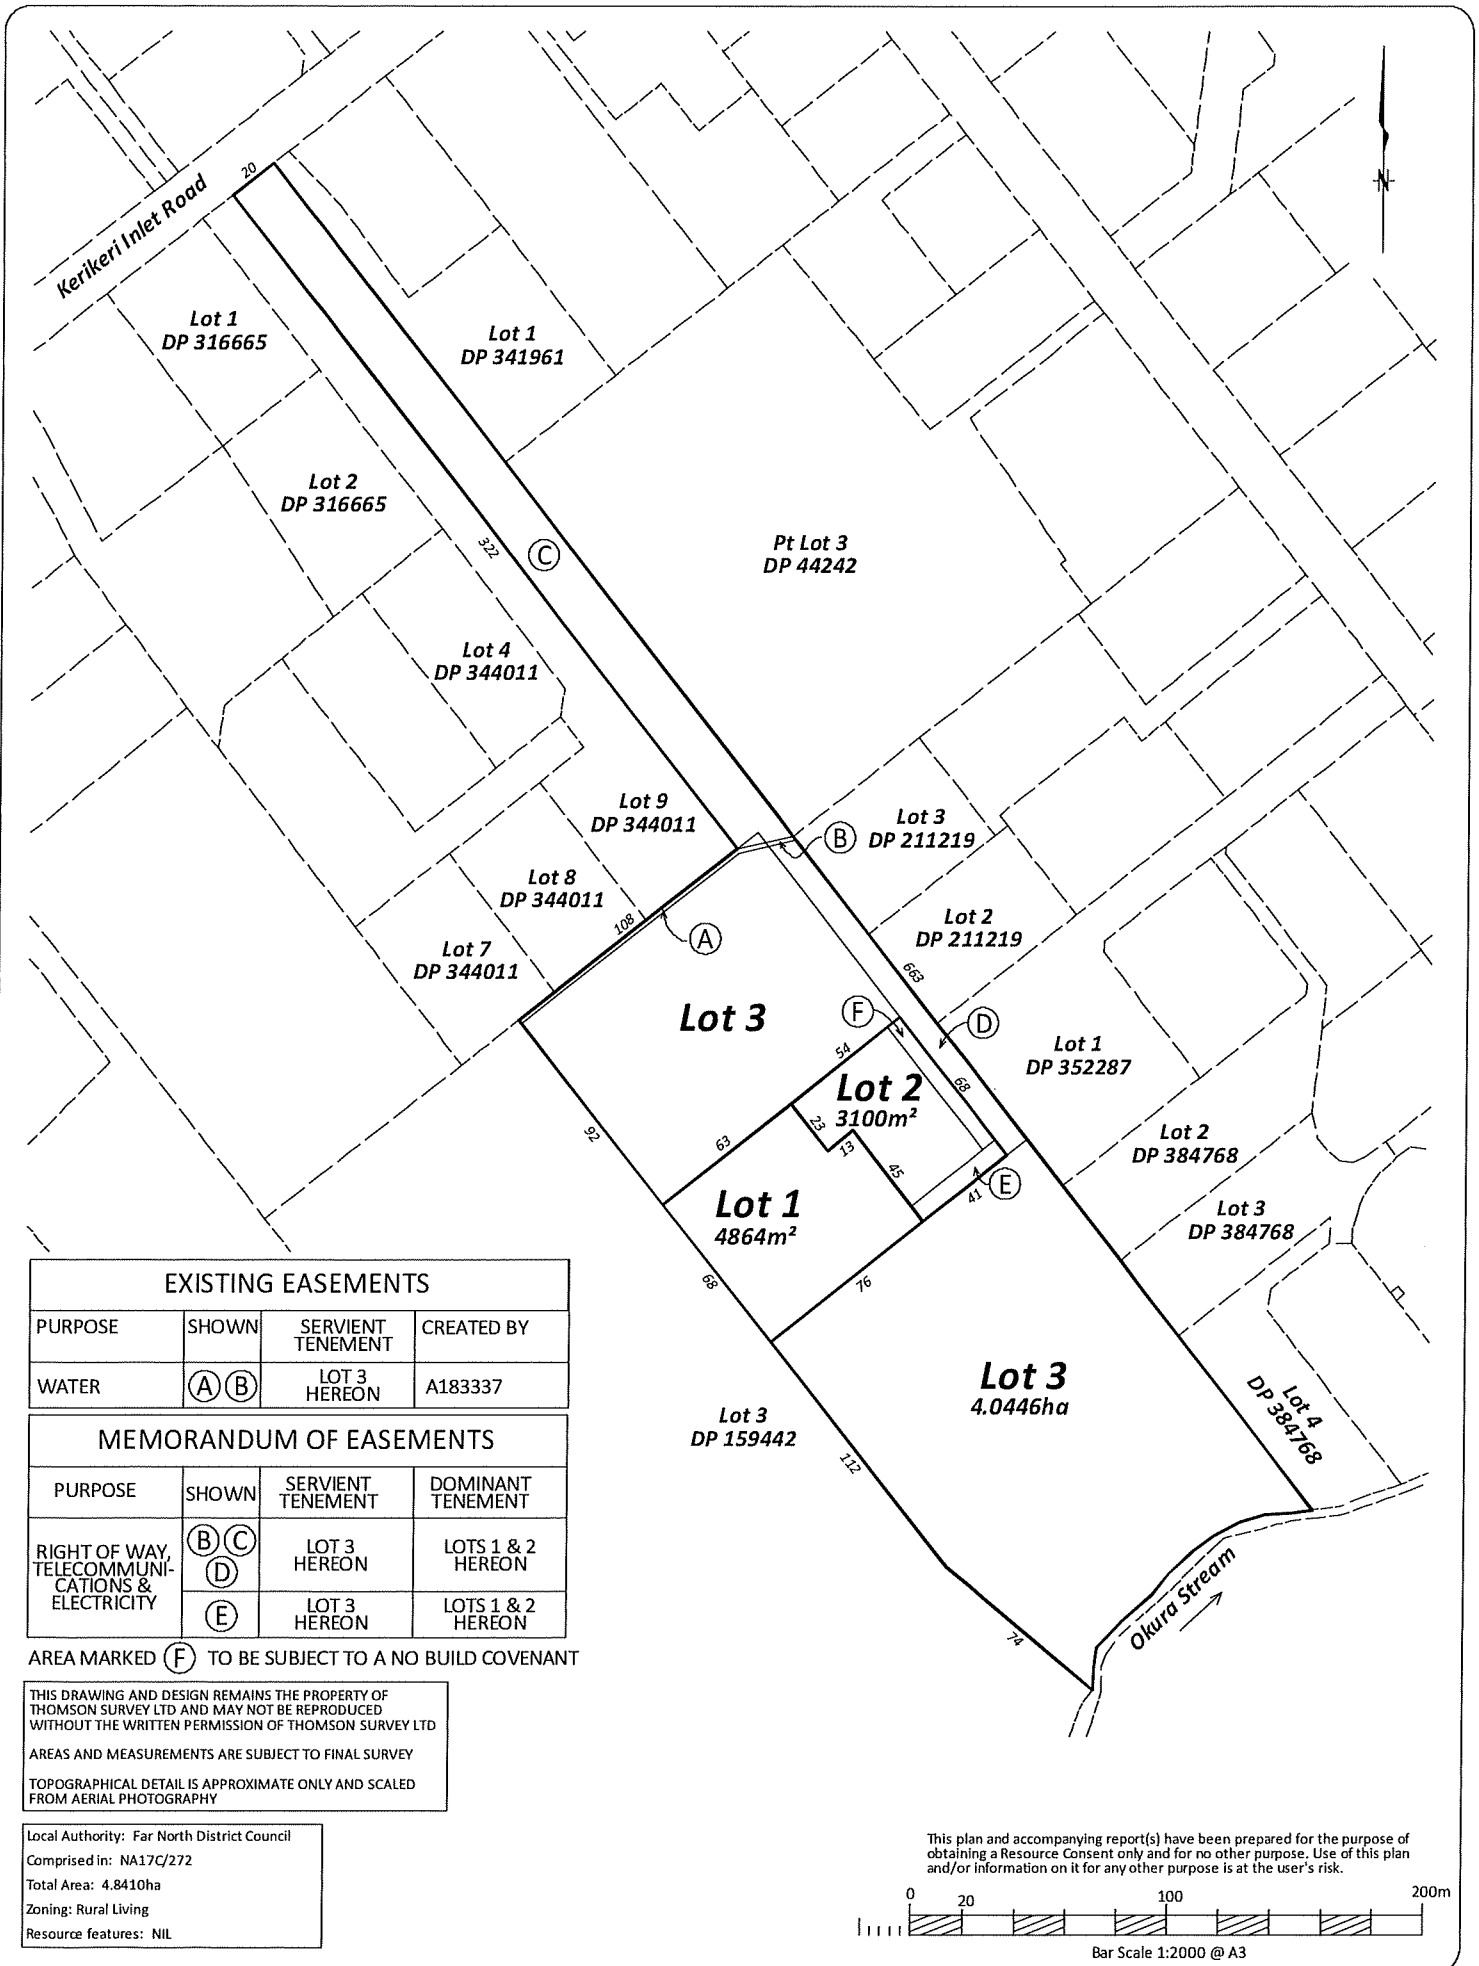 20
Kerikeri Inlet Road
N
Lot 1
DP 316665
Lot 1
DP 341961
Lot 2
DP 316665
322
C
Pt Lot 3
DP 44242
Lot 4
DP 344011
Lot 9
DP 344011
B
Lot 3
DP 211219
Lot 8
DP 344011
108
A
Lot 7
DP 344011
Lot 2
DP 211219
663
Lot 3
F
D
54
Lot 1
DP 352287
Lot 2
3100m²
68
92
63
23
13
45
E
41
Lot 2
DP 384768
Lot 1
4864m²
Lot 3
DP 384768
68
76
Lot 3
4.0446ha
Lot 4
DP 384768
Lot 3
DP 159442
112
74
Okura Stream
EXISTING EASEMENTS
PURPOSE SHOWN SERVIENT TENEMENT CREATED BY
WATER A B LOT 3 HEREON A183337
MEMORANDUM OF EASEMENTS
PURPOSE SHOWN SERVIENT TENEMENT DOMINANT TENEMENT
RIGHT OF WAY,
TELECOMMUNI-
CATIONS &
ELECTRICITY
B C
D
LOT 3
HEREON
LOTS 1 & 2
HEREON
E
LOT 3
HEREON
LOTS 1 & 2
HEREON
AREA MARKED F TO BE SUBJECT TO A NO BUILD COVENANT
THIS DRAWING AND DESIGN REMAINS THE PROPERTY OF
THOMSON SURVEY LTD AND MAY NOT BE REPRODUCED
WITHOUT THE WRITTEN PERMISSION OF THOMSON SURVEY LTD
AREAS AND MEASUREMENTS ARE SUBJECT TO FINAL SURVEY
TOPOGRAPHICAL DETAIL IS APPROXIMATE ONLY AND SCALED
FROM AERIAL PHOTOGRAPHY
Local Authority: Far North District Council
Comprised in: NA17C/272
Total Area: 4.8410ha
Zoning: Rural Living
Resource features: NIL
This plan and accompanying report(s) have been prepared for the purpose of
obtaining a Resource Consent only and for no other purpose. Use of this plan
and/or information on it for any other purpose is at the user's risk.
0 20 100 200m
Bar Scale 1:2000 @ A3